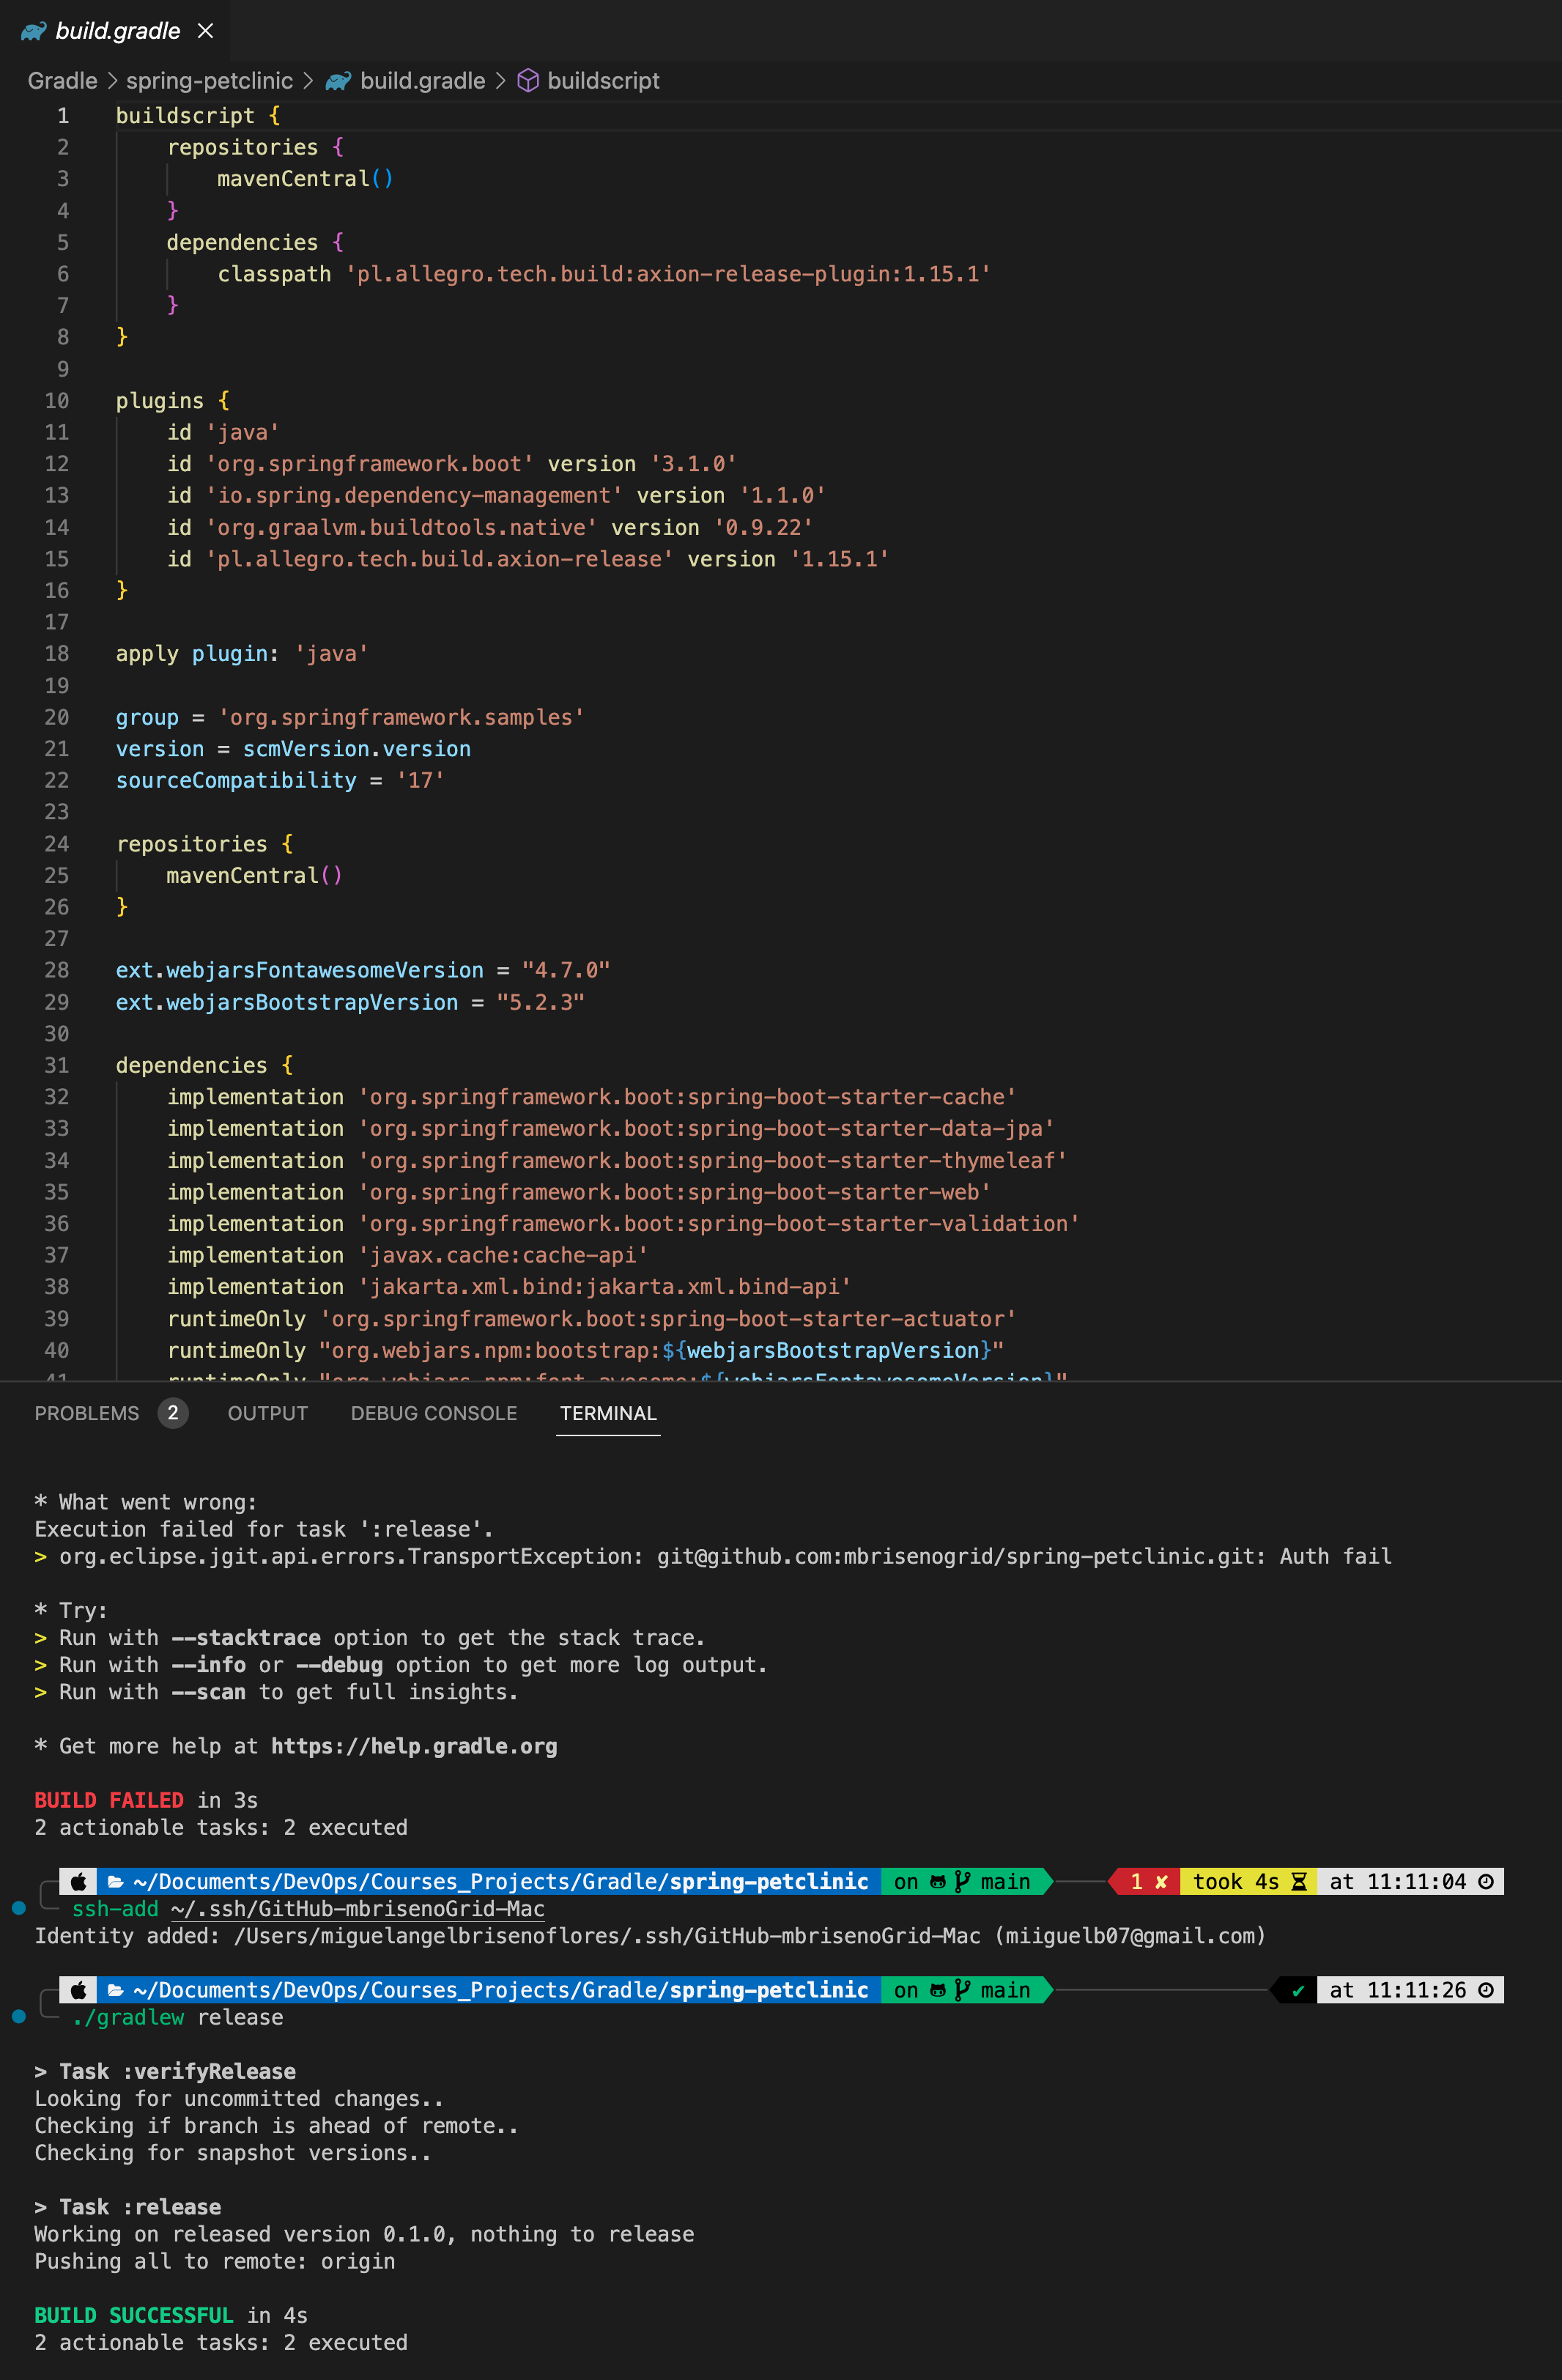 build.gradle
Gradle > spring-petclinic > build.gradle > buildscript
1 buildscript {
2     repositories {
3         mavenCentral()
4     }
5     dependencies {
6         classpath 'pl.allegro.tech.build:axion-release-plugin:1.15.1'
7     }
8 }
9
10 plugins {
11     id 'java'
12     id 'org.springframework.boot' version '3.1.0'
13     id 'io.spring.dependency-management' version '1.1.0'
14     id 'org.graalvm.buildtools.native' version '0.9.22'
15     id 'pl.allegro.tech.build.axion-release' version '1.15.1'
16 }
17
18 apply plugin: 'java'
19
20 group = 'org.springframework.samples'
21 version = scmVersion.version
22 sourceCompatibility = '17'
23
24 repositories {
25     mavenCentral()
26 }
27
28 ext.webjarsFontawesomeVersion = "4.7.0"
29 ext.webjarsBootstrapVersion = "5.2.3"
30
31 dependencies {
32     implementation 'org.springframework.boot:spring-boot-starter-cache'
33     implementation 'org.springframework.boot:spring-boot-starter-data-jpa'
34     implementation 'org.springframework.boot:spring-boot-starter-thymeleaf'
35     implementation 'org.springframework.boot:spring-boot-starter-web'
36     implementation 'org.springframework.boot:spring-boot-starter-validation'
37     implementation 'javax.cache:cache-api'
38     implementation 'jakarta.xml.bind:jakarta.xml.bind-api'
39     runtimeOnly 'org.springframework.boot:spring-boot-starter-actuator'
40     runtimeOnly "org.webjars.npm:bootstrap:${webjarsBootstrapVersion}"
41     runtimeOnly "org.webjars.npm:font-awesome:${webjarsFontawesomeVersion}"
PROBLEMS 2 OUTPUT DEBUG CONSOLE TERMINAL
* What went wrong:
Execution failed for task ':release'.
> org.eclipse.jgit.api.errors.TransportException: git@github.com:mbrisenogrid/spring-petclinic.git: Auth fail
* Try:
> Run with --stacktrace option to get the stack trace.
> Run with --info or --debug option to get more log output.
> Run with --scan to get full insights.
* Get more help at https://help.gradle.org
BUILD FAILED in 3s
2 actionable tasks: 2 executed
~/Documents/DevOps/Courses_Projects/Gradle/spring-petclinic on main 1 ✘ took 4s at 11:11:04
ssh-add ~/.ssh/GitHub-mbrisenoGrid-Mac
Identity added: /Users/miguelangelbrisenoflores/.ssh/GitHub-mbrisenoGrid-Mac (miiguelb07@gmail.com)
~/Documents/DevOps/Courses_Projects/Gradle/spring-petclinic on main ✔ at 11:11:26
./gradlew release
> Task :verifyRelease
Looking for uncommitted changes..
Checking if branch is ahead of remote..
Checking for snapshot versions..
> Task :release
Working on released version 0.1.0, nothing to release
Pushing all to remote: origin
BUILD SUCCESSFUL in 4s
2 actionable tasks: 2 executed